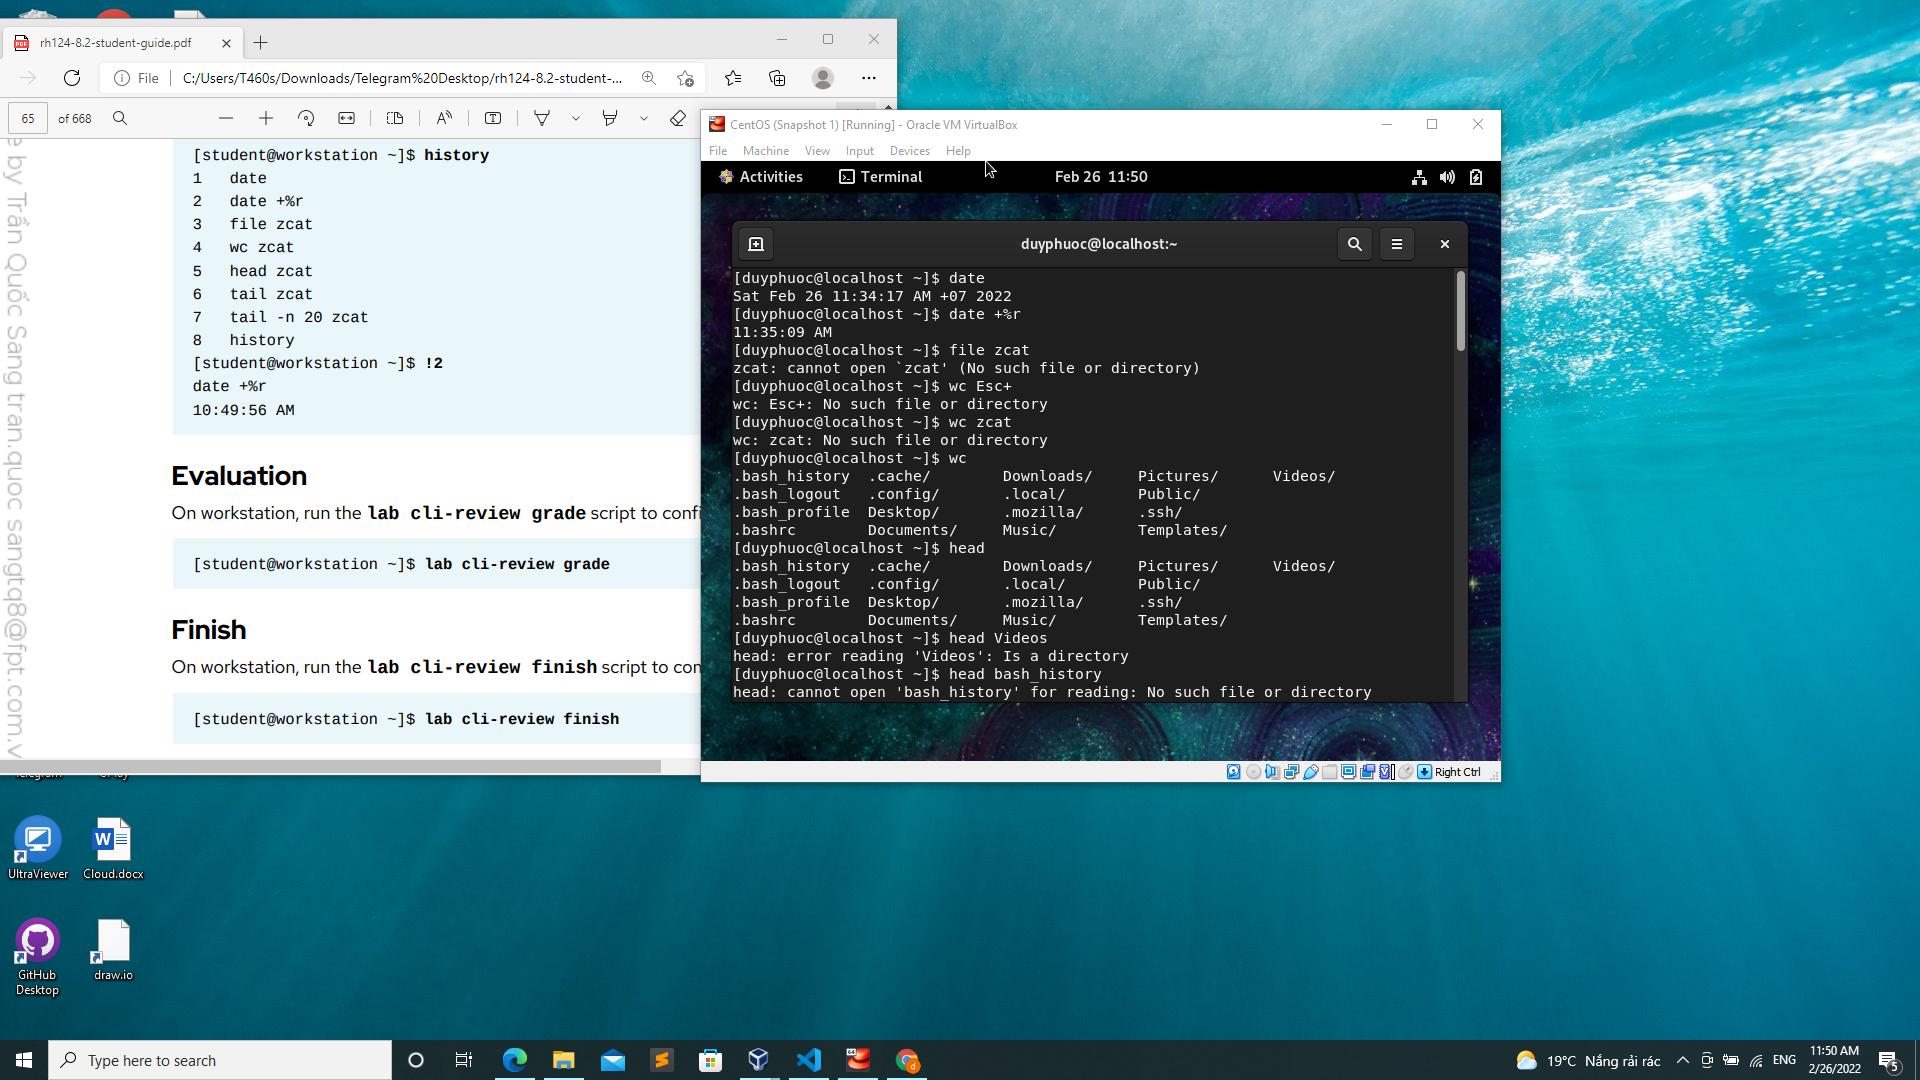 rh124-8.2-student-guide.pdf
File
C:/Users/T460s/Downloads/Telegram%20Desktop/rh124-8.2-student-...
65 of 668
e by Trần Quốc Sang tran.quoc sangtq8@fpt.com.v
[student@workstation ~]$ history
1 date
2 date +%r
3 file zcat
4 wc zcat
5 head zcat
6 tail zcat
7 tail -n 20 zcat
8 history
[student@workstation ~]$ !2
date +%r
10:49:56 AM
Evaluation
On workstation, run the lab cli-review grade script to confi
[student@workstation ~]$ lab cli-review grade
Finish
On workstation, run the lab cli-review finish script to con
[student@workstation ~]$ lab cli-review finish
CentOS (Snapshot 1) [Running] - Oracle VM VirtualBox
File Machine View Input Devices Help
Activities Terminal Feb 26 11:50
duyphuoc@localhost:~
[duyphuoc@localhost ~]$ date
Sat Feb 26 11:34:17 AM +07 2022
[duyphuoc@localhost ~]$ date +%r
11:35:09 AM
[duyphuoc@localhost ~]$ file zcat
zcat: cannot open `zcat' (No such file or directory)
[duyphuoc@localhost ~]$ wc Esc+
wc: Esc+: No such file or directory
[duyphuoc@localhost ~]$ wc zcat
wc: zcat: No such file or directory
[duyphuoc@localhost ~]$ wc
.bash_history .cache/ Downloads/ Pictures/ Videos/
.bash_logout .config/ .local/ Public/
.bash_profile Desktop/ .mozilla/ .ssh/
.bashrc Documents/ Music/ Templates/
[duyphuoc@localhost ~]$ head
.bash_history .cache/ Downloads/ Pictures/ Videos/
.bash_logout .config/ .local/ Public/
.bash_profile Desktop/ .mozilla/ .ssh/
.bashrc Documents/ Music/ Templates/
[duyphuoc@localhost ~]$ head Videos
head: error reading 'Videos': Is a directory
[duyphuoc@localhost ~]$ head bash_history
head: cannot open 'bash_history' for reading: No such file or directory
Right Ctrl
UltraViewer
Cloud.docx
GitHub
Desktop
draw.io
Type here to search
19°C Nắng rải rác
ENG
11:50 AM
2/26/2022
5